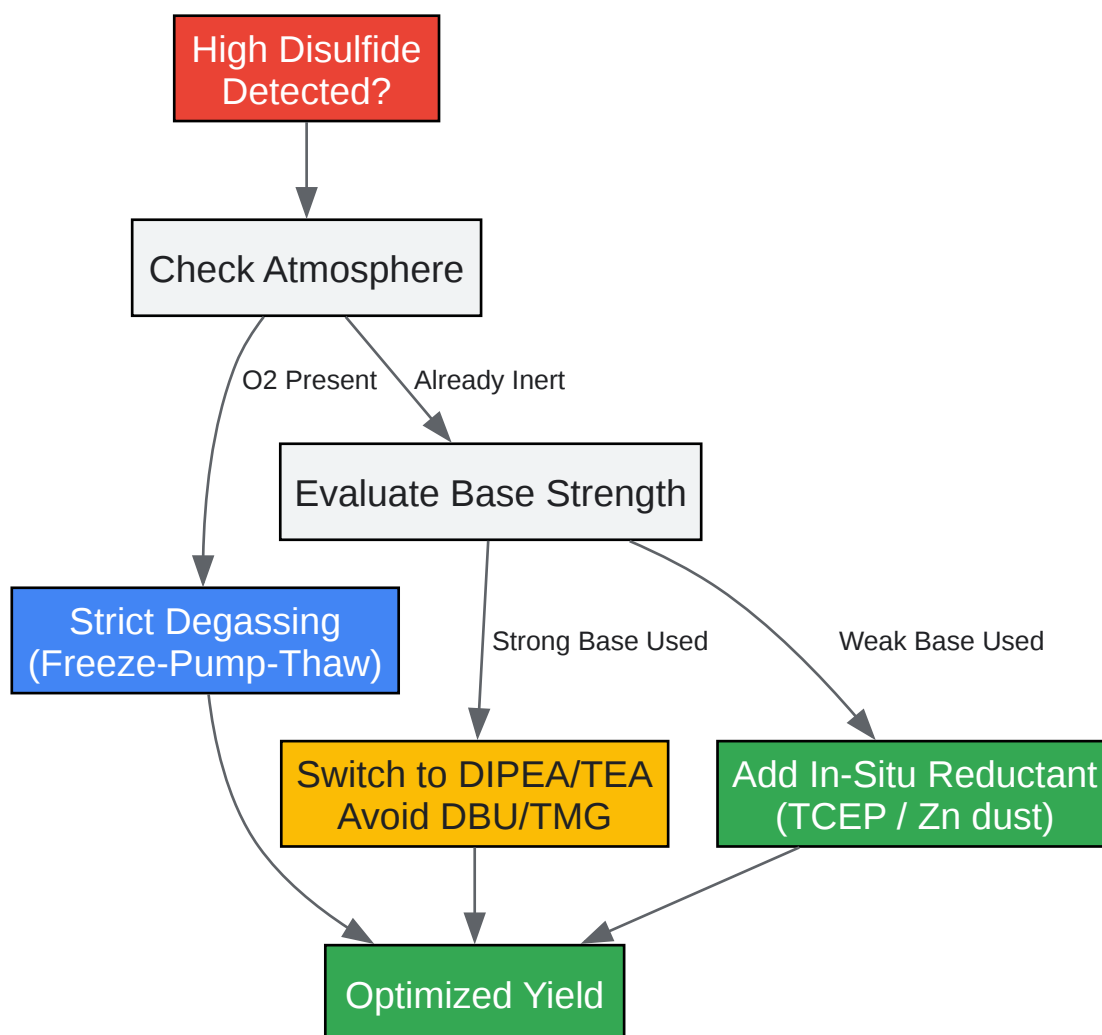 High Disulfide
Detected?
Check Atmosphere
O2 Present
Already Inert
Evaluate Base Strength
Strict Degassing
(Freeze-Pump-Thaw)
Strong Base Used
Weak Base Used
Switch to DIPEA/TEA
Avoid DBU/TMG
Add In-Situ Reductant
(TCEP / Zn dust)
Optimized Yield